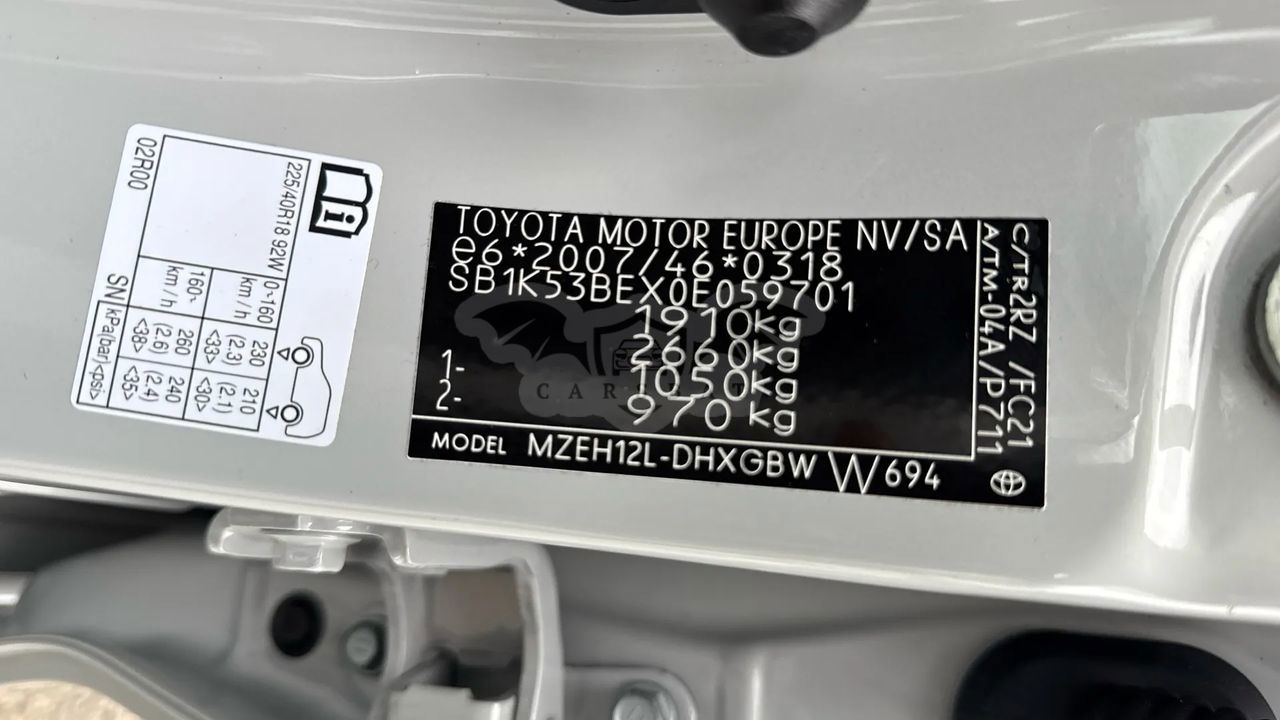 TOYOTA MOTOR EUROPE NV/SA
e6*2007/46*0318
SB1K53BEX0E059701
1910kg
2660kg
1- 1050kg
2- 970kg
MODEL MZEH12L-DHXGBW W694
C/TR2RZ /FC21
A/TM-04A/P711
i
225/40R18 92W
0~160 km/h
230 (2.3) <33>
210 (2.1) <30>
160~ km/h
260 (2.6) <38>
240 (2.4) <35>
SN kPa(bar)<psi>
02R00